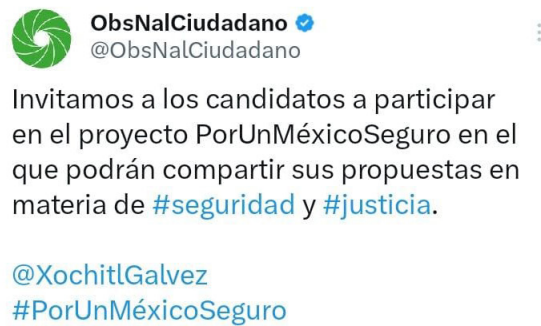 ObsNalCiudadano
@ObsNalCiudadano
Invitamos a los candidatos a participar
en el proyecto PorUnMéxicoSeguro en el
que podrán compartir sus propuestas en
materia de #seguridad y #justicia.
@XochitlGalvez
#PorUnMéxicoSeguro